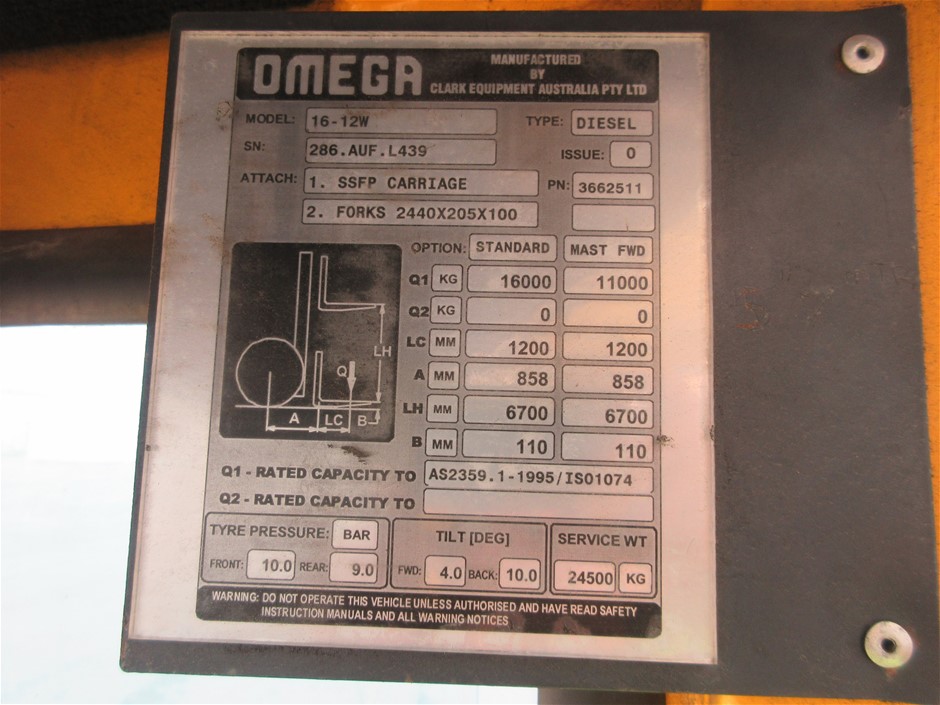 OMEGA MANUFACTURED
BY
CLARK EQUIPMENT AUSTRALIA PTY LTD
MODEL: 16-12W TYPE: DIESEL
SN: 286.AUF.L439 ISSUE: 0
ATTACH: 1. SSFP CARRIAGE PN: 3662511
2. FORKS 2440X205X100
OPTION: STANDARD MAST FWD
Q1 KG 16000 11000
Q2 KG 0 0
LC MM 1200 1200
A MM 858 858
LH MM 6700 6700
B MM 110 110
LH
Q
A LC B
Q1 - RATED CAPACITY TO AS2359.1-1995/ISO1074
Q2 - RATED CAPACITY TO
TYRE PRESSURE: BAR TILT [DEG] SERVICE WT
FRONT: 10.0 REAR: 9.0 FWD: 4.0 BACK: 10.0 24500 KG
WARNING: DO NOT OPERATE THIS VEHICLE UNLESS AUTHORISED AND HAVE READ SAFETY
INSTRUCTION MANUALS AND ALL WARNING NOTICES